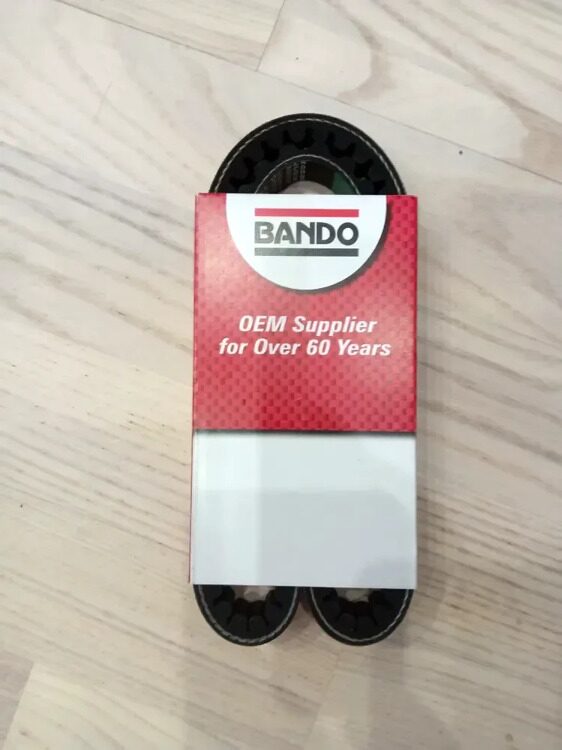 BANDO
OEM Supplier
for Over 60 Years